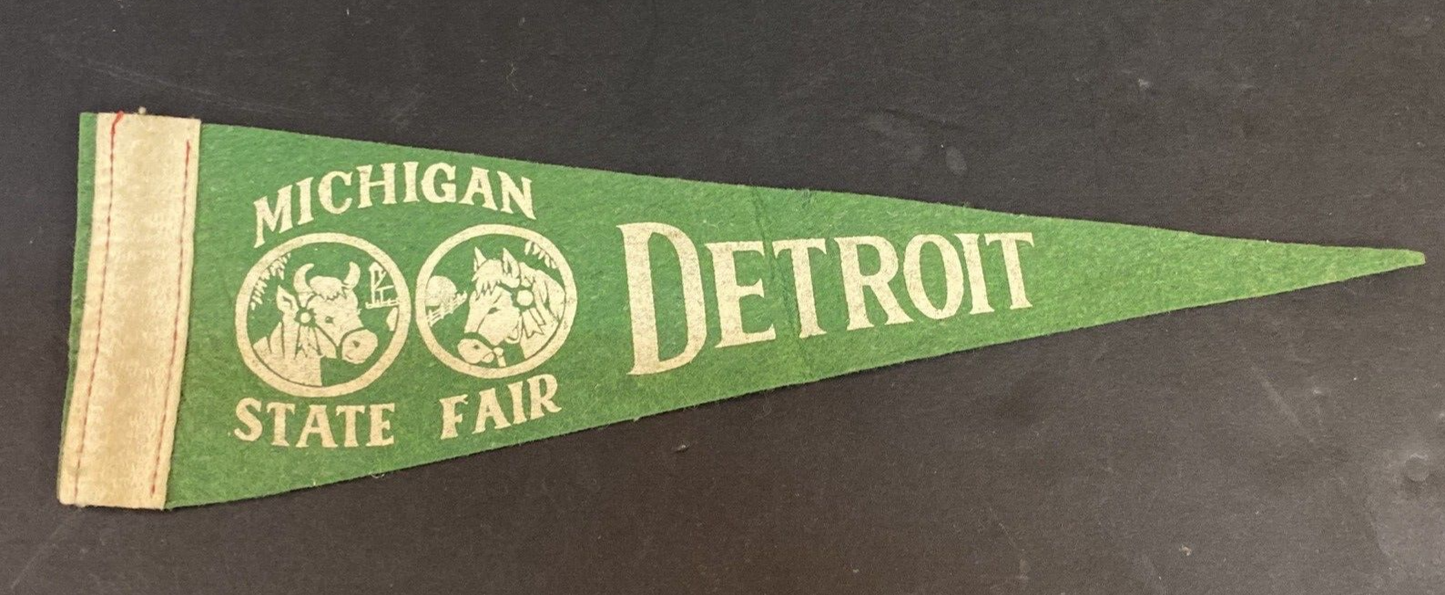 MICHIGAN
STATE FAIR
DETROIT